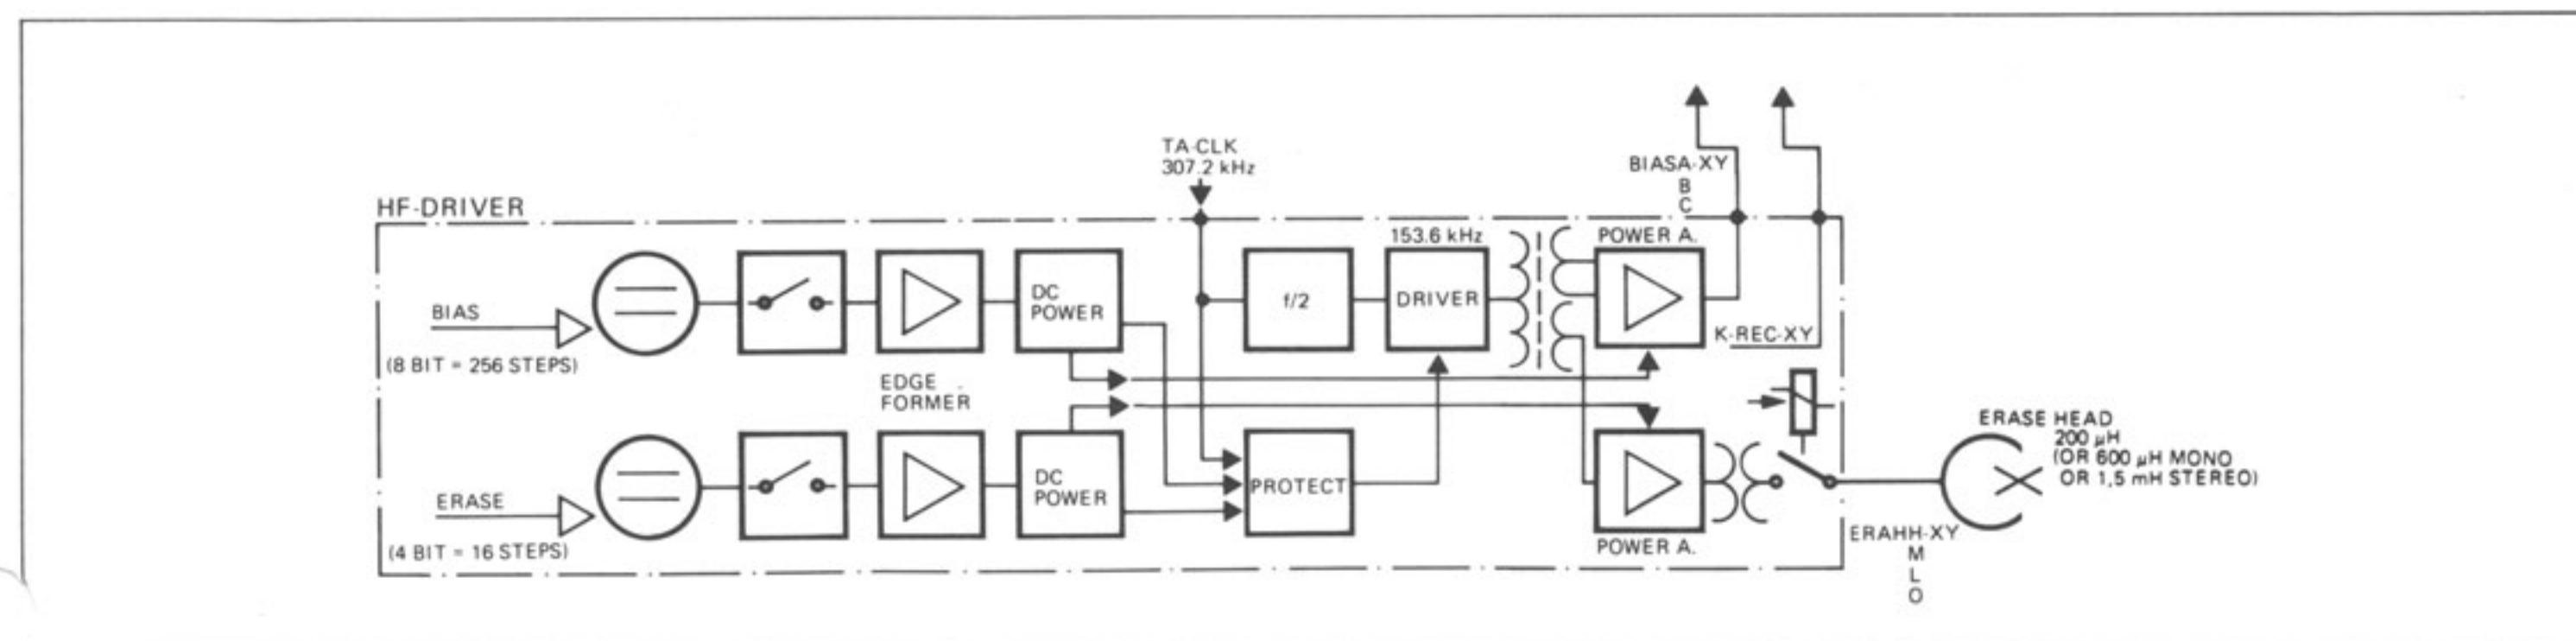 TA-CLK
307.2 kHz
BIASA-XY
B
C
HF-DRIVER
153.6 kHz
POWER A.
BIAS
(8 BIT = 256 STEPS)
DC
POWER
f/2
DRIVER
K-REC-XY
EDGE
FORMER
ERASE
(4 BIT = 16 STEPS)
DC
POWER
PROTECT
POWER A.
ERASE HEAD
200 µH
(OR 600 µH MONO
OR 1,5 mH STEREO)
ERAHH-XY
M
L
O